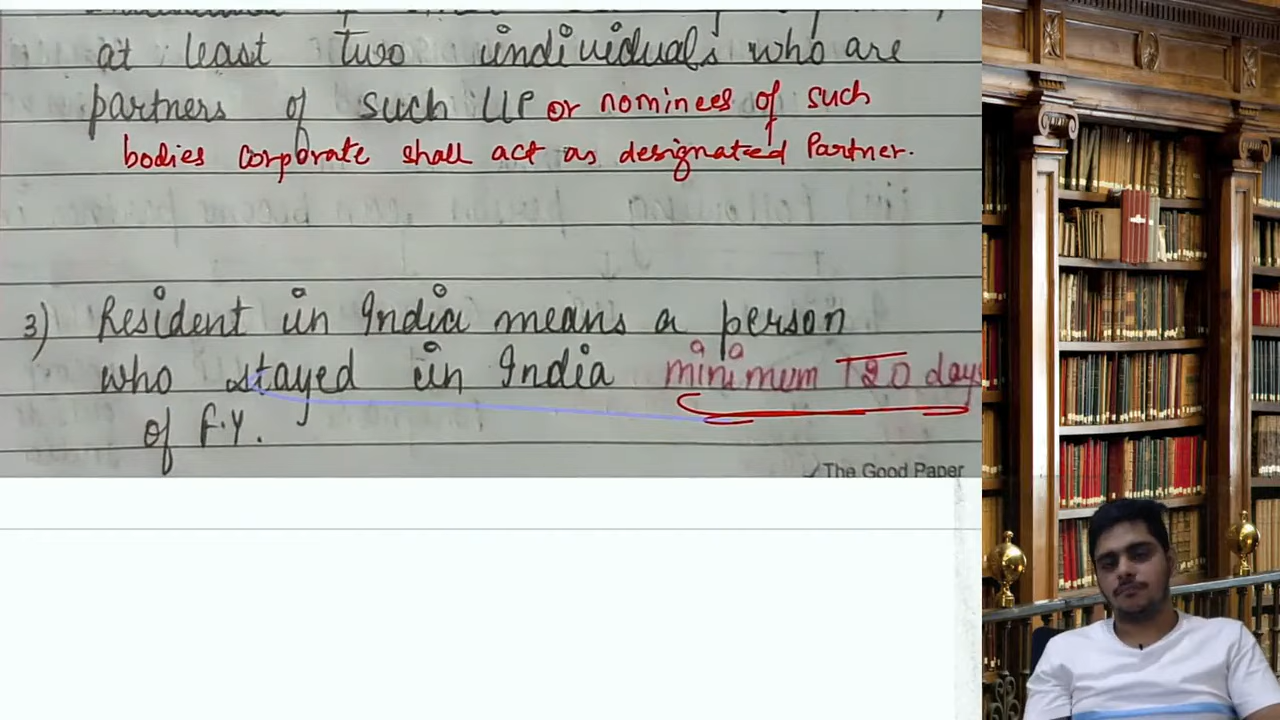 at least two individuals who are
partners of such LLP or nominees of such
bodies corporate shall act as designated Partner.
3) Resident in India means a person
who stayed in India minimum 120 days
of F.Y.
The Good Paper